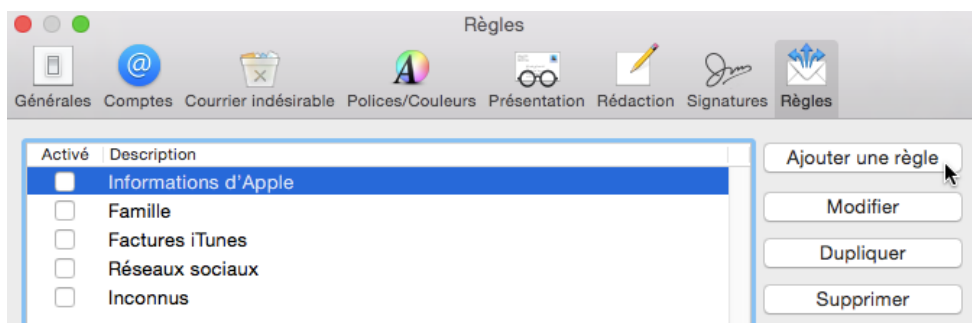 Règles
Générales Comptes Courrier indésirable Polices/Couleurs Présentation Rédaction Signatures Règles
Activé Description
Informations d'Apple
Famille
Factures iTunes
Réseaux sociaux
Inconnus
Ajouter une règle
Modifier
Dupliquer
Supprimer